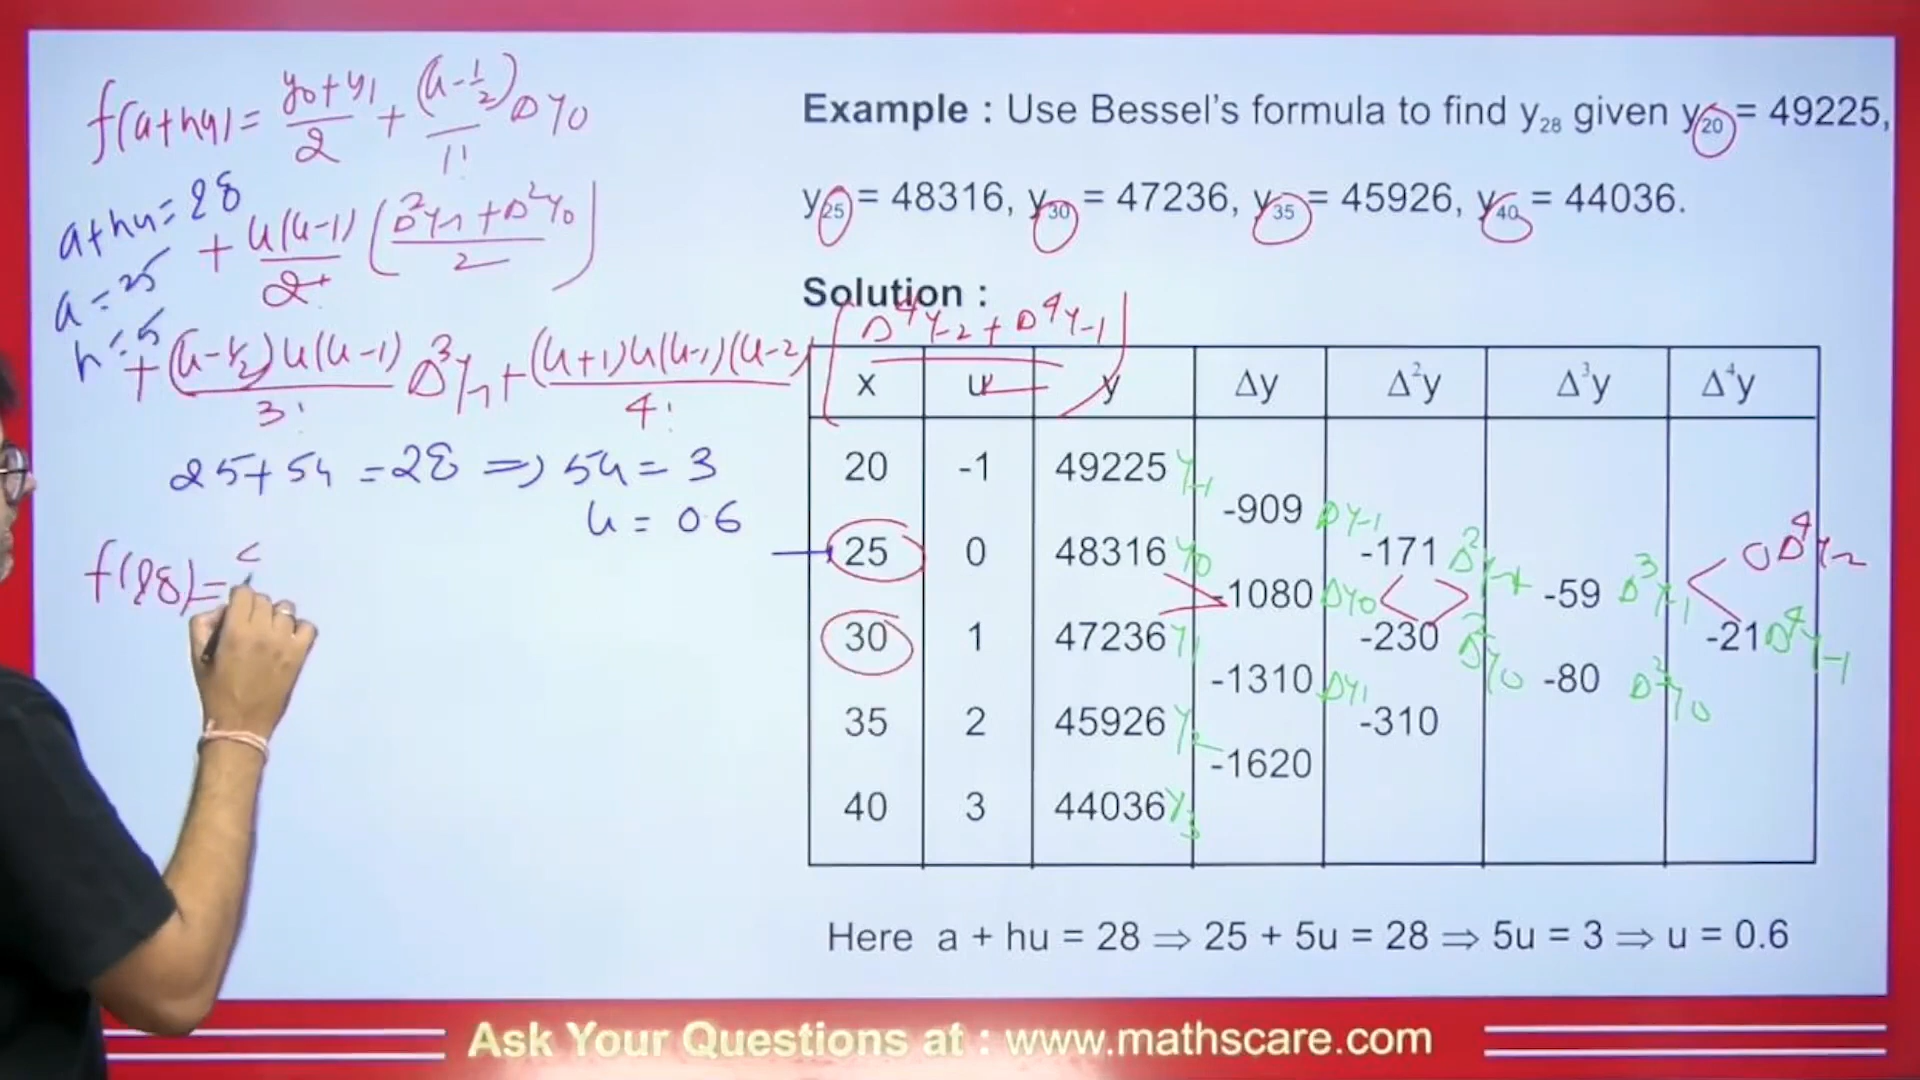 f(a+hu) = y₀+y₁/2 + (u-1/2)/1! Δy₀
a+hu = 28
+ u(u-1)/2! (Δ²y₋₁+Δ²y₀/2)
a = 25
h = 5
+ (u-1/2)u(u-1)/3! Δ³y₋₁ + (u+1)u(u-1)(u-2)/4! (Δ⁴y₋₂+Δ⁴y₋₁/2)
25+5u = 28 ⇒ 5u = 3
u = 0.6
f(28) =
Example : Use Bessel's formula to find y₂₈ given y₂₀ = 49225,
y₂₅ = 48316, y₃₀ = 47236, y₃₅ = 45926, y₄₀ = 44036.
Solution :
x u y Δy Δ²y Δ³y Δ⁴y
20 -1 49225 y₋₁
-909 Δy₋₁
25 0 48316 y₀ -171 Δ²y₋₁ 0 Δ⁴y₋₂
-1080 Δy₀ -59 Δ³y₋₁
30 1 47236 y₁ -230 Δ²y₀ -21 Δ⁴y₋₁
-1310 Δy₁ -80 Δ³y₀
35 2 45926 y₂ -310
-1620
40 3 44036 y₃
Here a + hu = 28 ⇒ 25 + 5u = 28 ⇒ 5u = 3 ⇒ u = 0.6
Ask Your Questions at : www.mathscare.com